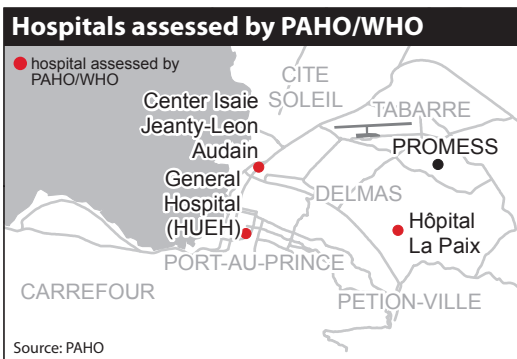 Hospitals assessed by PAHO/WHO
hospital assessed by
PAHO/WHO
CITE
SOLEIL
Center Isaie
Jeanty-Leon
Audain
TABARRE
PROMESS
General
Hospital
(HUEH)
DELMAS
Hôpital
La Paix
PORT-AU-PRINCE
CARREFOUR
PETION-VILLE
Source: PAHO